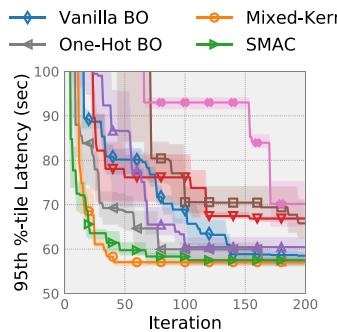 Vanilla BO
Mixed-Kern
One-Hot BO
SMAC
95th %-tile Latency (sec)
100
90
80
70
60
50
0
50
100
150
200
Iteration